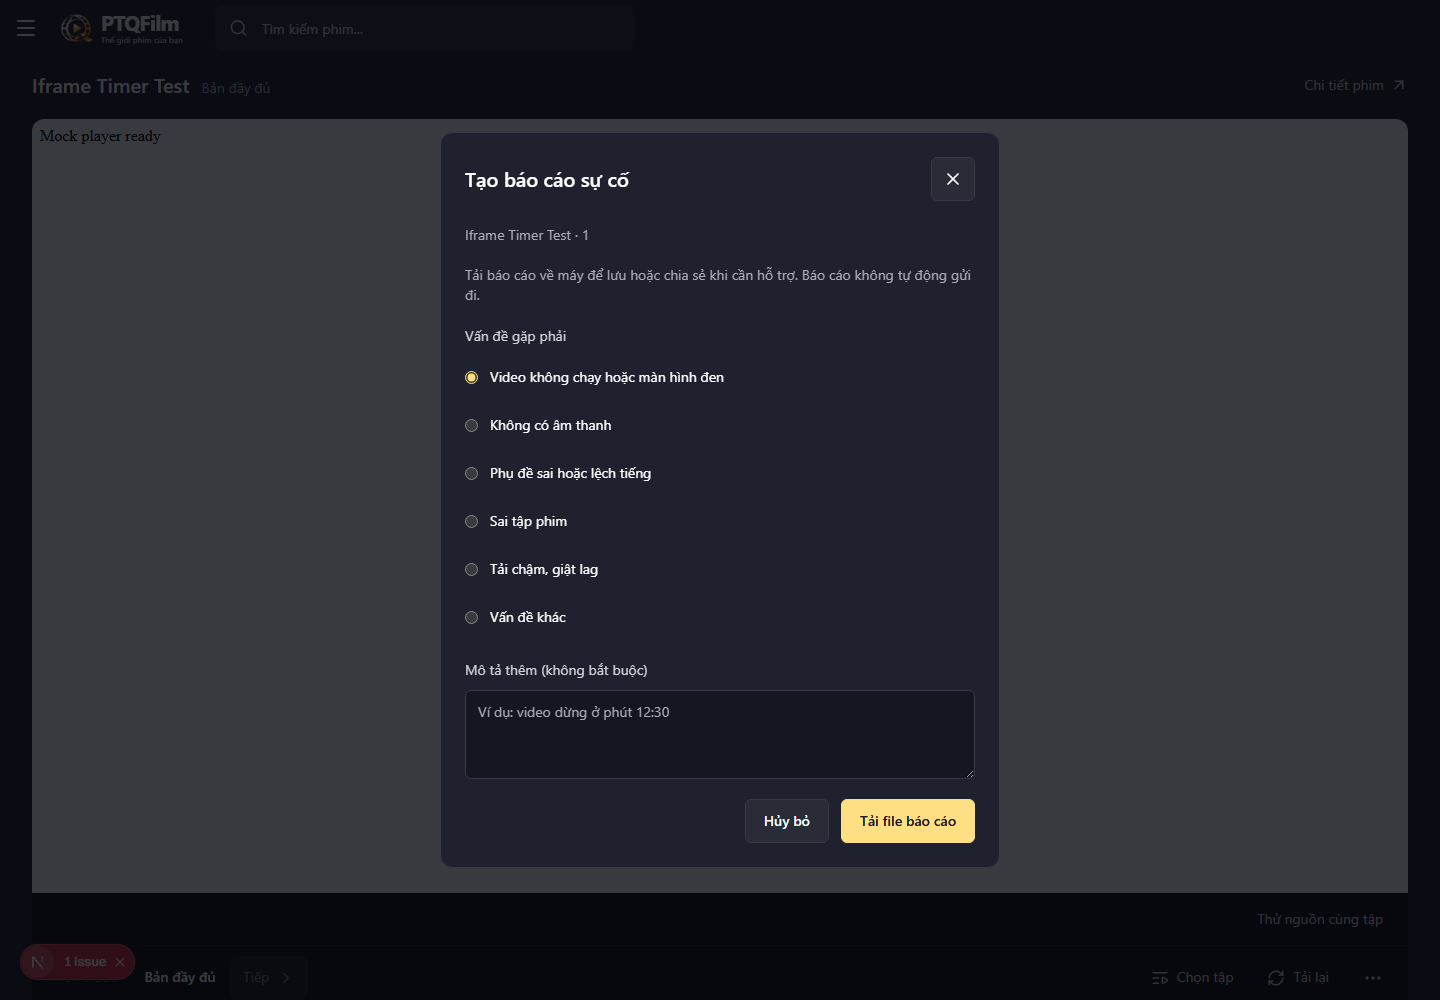 PTQFilm
Thế giới phim của bạn
Tìm kiếm phim...
Iframe Timer Test Bản đầy đủ
Chi tiết phim
Mock player ready
Tạo báo cáo sự cố
Iframe Timer Test · 1
Tải báo cáo về máy để lưu hoặc chia sẻ khi cần hỗ trợ. Báo cáo không tự động gửi
đi.
Vấn đề gặp phải
Video không chạy hoặc màn hình đen
Không có âm thanh
Phụ đề sai hoặc lệch tiếng
Sai tập phim
Tải chậm, giật lag
Vấn đề khác
Mô tả thêm (không bắt buộc)
Ví dụ: video dừng ở phút 12:30
Hủy bỏ
Tải file báo cáo
Thử nguồn cùng tập
N 1 Issue
Bản đầy đủ
Tiếp
Chọn tập
Tải lại